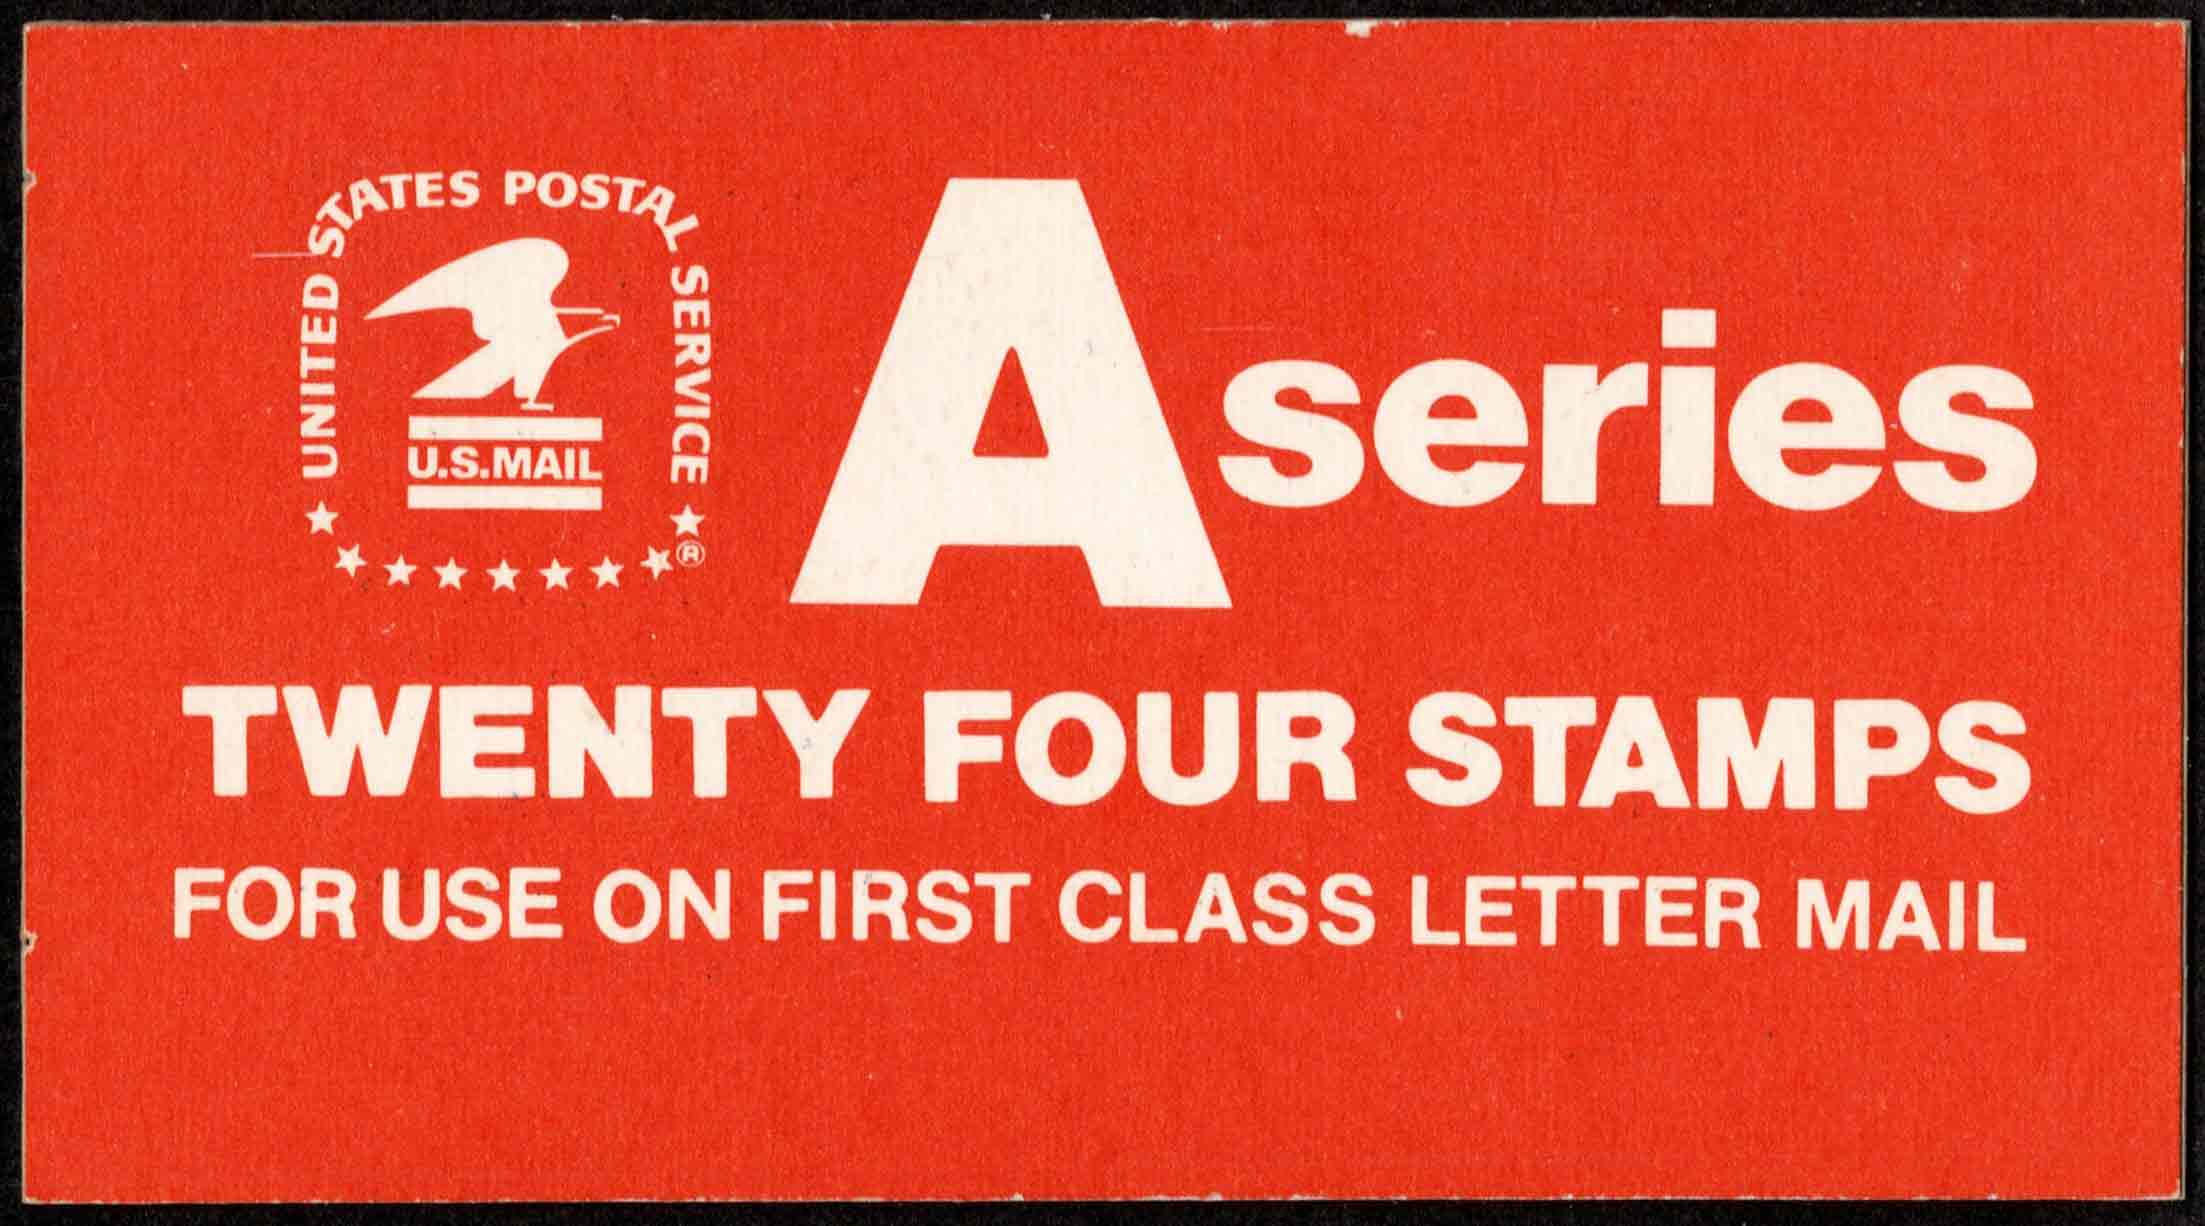 UNITED STATES POSTAL SERVICE
U.S.MAIL
®
A series
TWENTY FOUR STAMPS
FOR USE ON FIRST CLASS LETTER MAIL